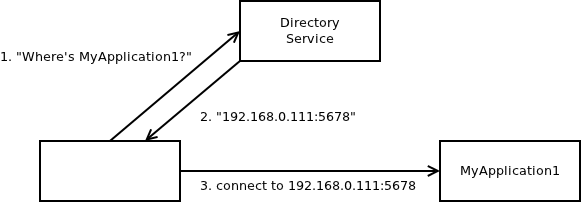 Directory
Service
1. "Where's MyApplication1?"
2. "192.168.0.111:5678"
MyApplication1
3. connect to 192.168.0.111:5678